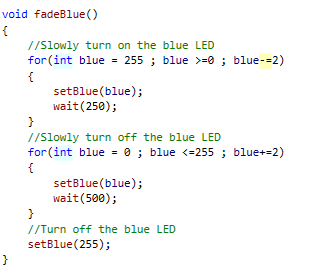 void fadeBlue()
{
    //Slowly turn on the blue LED
    for(int blue = 255 ; blue >=0 ; blue-=2)
    {
        setBlue(blue);
        wait(250);
    }
    //Slowly turn off the blue LED
    for(int blue = 0 ; blue <=255 ; blue+=2)
    {
        setBlue(blue);
        wait(500);
    }
    //Turn off the blue LED
    setBlue(255);
}